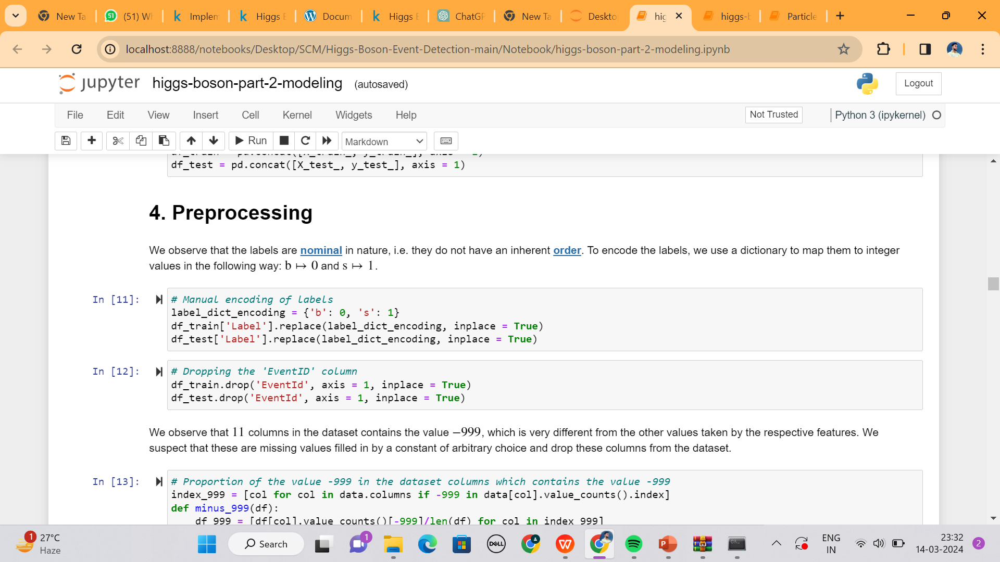 New Ta
(51) W
Implem
Higgs E
Docum
Higgs E
ChatGP
New Ta
Deskto
hig
higgs-b
Particle
localhost:8888/notebooks/Desktop/SCM/Higgs-Boson-Event-Detection-main/Notebook/higgs-boson-part-2-modeling.ipynb
jupyter higgs-boson-part-2-modeling (autosaved)
Logout
File Edit View Insert Cell Kernel Widgets Help
Not Trusted
Python 3 (ipykernel)
Run
Markdown
df_test = pd.concat([X_test_, y_test_], axis = 1)
4. Preprocessing
We observe that the labels are nominal in nature, i.e. they do not have an inherent order. To encode the labels, we use a dictionary to map them to integer
values in the following way: b ↦ 0 and s ↦ 1.
In [11]:
# Manual encoding of labels
label_dict_encoding = {'b': 0, 's': 1}
df_train['Label'].replace(label_dict_encoding, inplace = True)
df_test['Label'].replace(label_dict_encoding, inplace = True)
In [12]:
# Dropping the 'EventID' column
df_train.drop('EventId', axis = 1, inplace = True)
df_test.drop('EventId', axis = 1, inplace = True)
We observe that 11 columns in the dataset contains the value −999, which is very different from the other values taken by the respective features. We
suspect that these are missing values filled in by a constant of arbitrary choice and drop these columns from the dataset.
In [13]:
# Proportion of the value -999 in the dataset columns which contains the value -999
index_999 = [col for col in data.columns if -999 in data[col].value_counts().index]
def minus_999(df):
df_999 = [df[col].value_counts()[-999]/len(df) for col in index_999]
1
27°C
Haze
Search
1
DELL
ENG
IN
23:32
14-03-2024
2